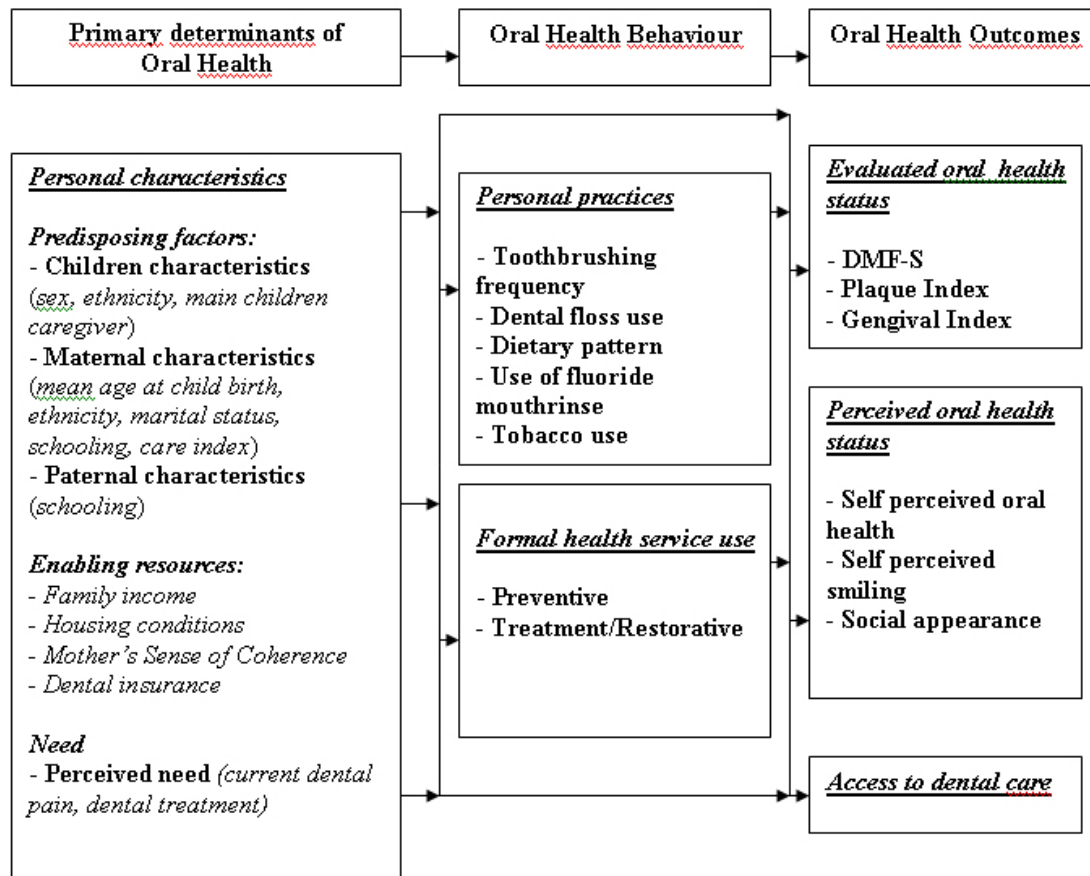 Primary determinants of
Oral Health
Oral Health Behaviour
Oral Health Outcomes
Personal characteristics
Predisposing factors:
- Children characteristics
(sex, ethnicity, main children
caregiver)
- Maternal characteristics
(mean age at child birth,
ethnicity, marital status,
schooling, care index)
- Paternal characteristics
(schooling)
Enabling resources:
- Family income
- Housing conditions
- Mother's Sense of Coherence
- Dental insurance
Need
- Perceived need (current dental
pain, dental treatment)
Personal practices
- Toothbrushing
frequency
- Dental floss use
- Dietary pattern
- Use of fluoride
mouthrinse
- Tobacco use
Formal health service use
- Preventive
- Treatment/Restorative
Evaluated oral health
status
- DMF-S
- Plaque Index
- Gengival Index
Perceived oral health
status
- Self perceived oral
health
- Self perceived
smiling
- Social appearance
Access to dental care